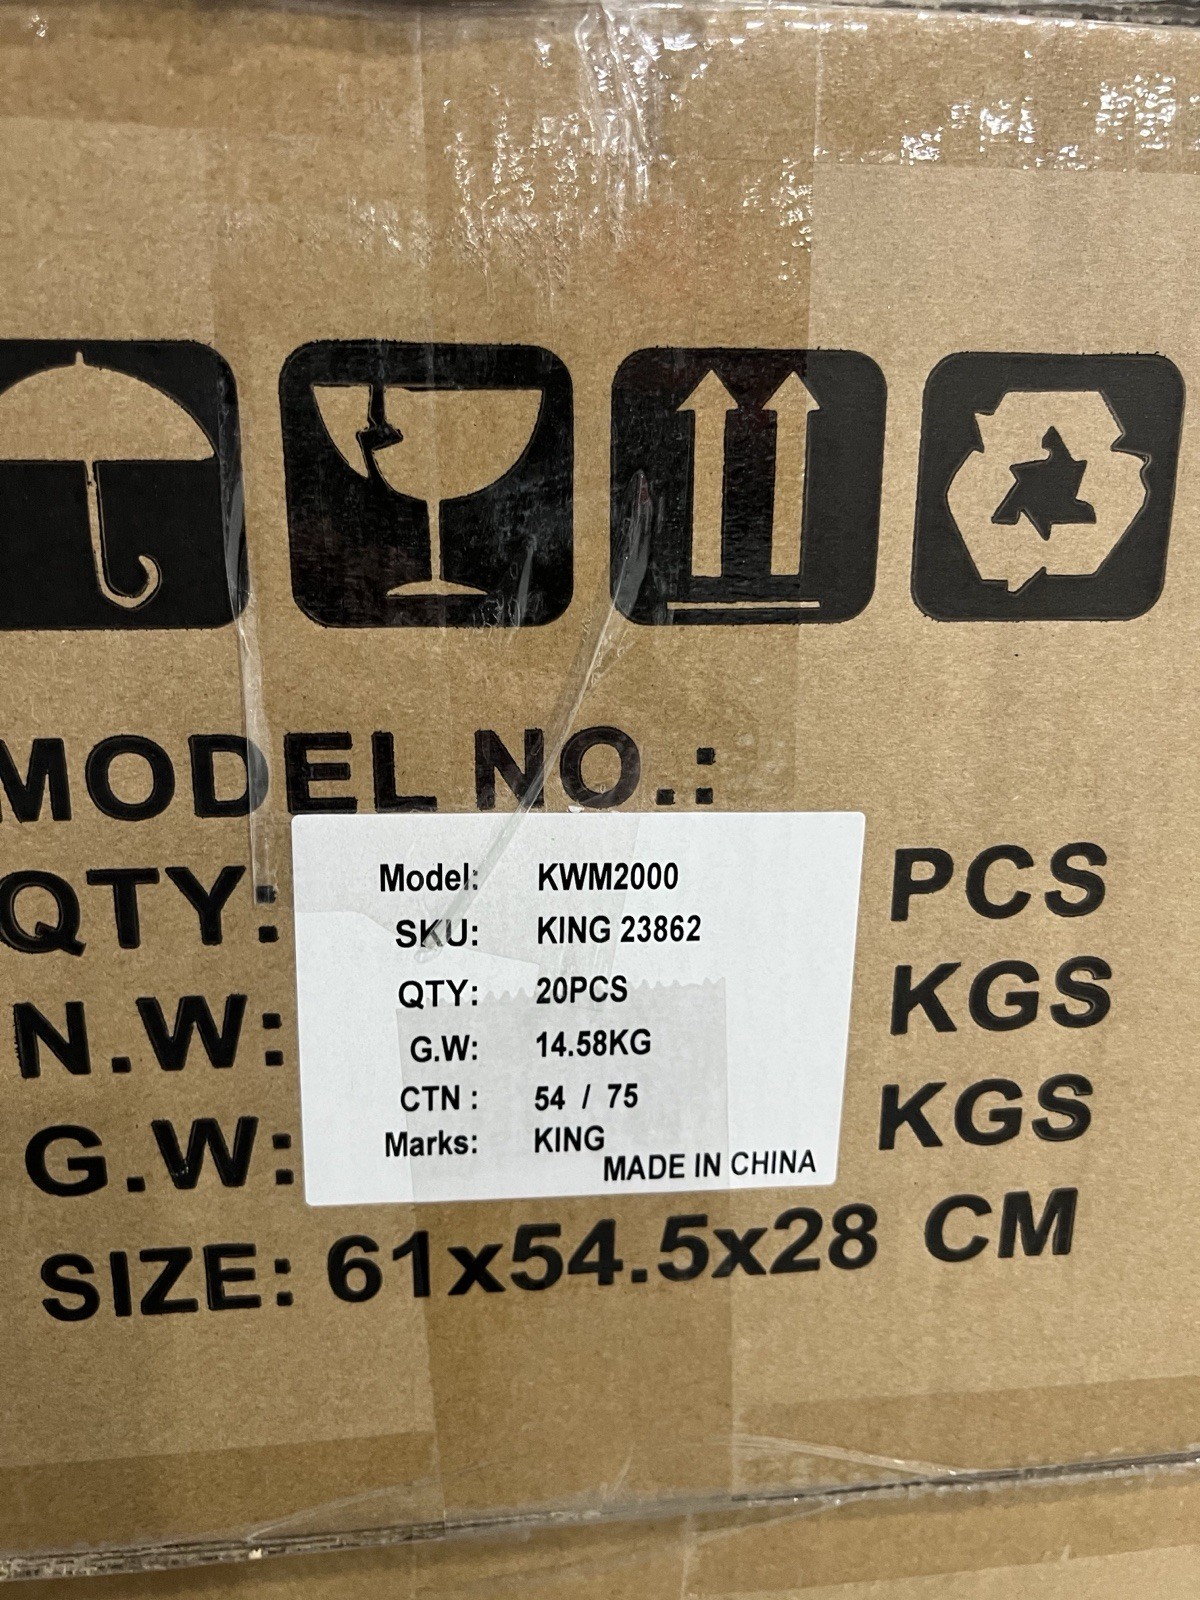 MODEL NO.:
QTY: PCS
N.W: KGS
G.W: KGS
SIZE: 61x54.5x28 CM
Model: KWM2000
SKU: KING 23862
QTY: 20PCS
G.W: 14.58KG
CTN : 54 / 75
Marks: KING
MADE IN CHINA